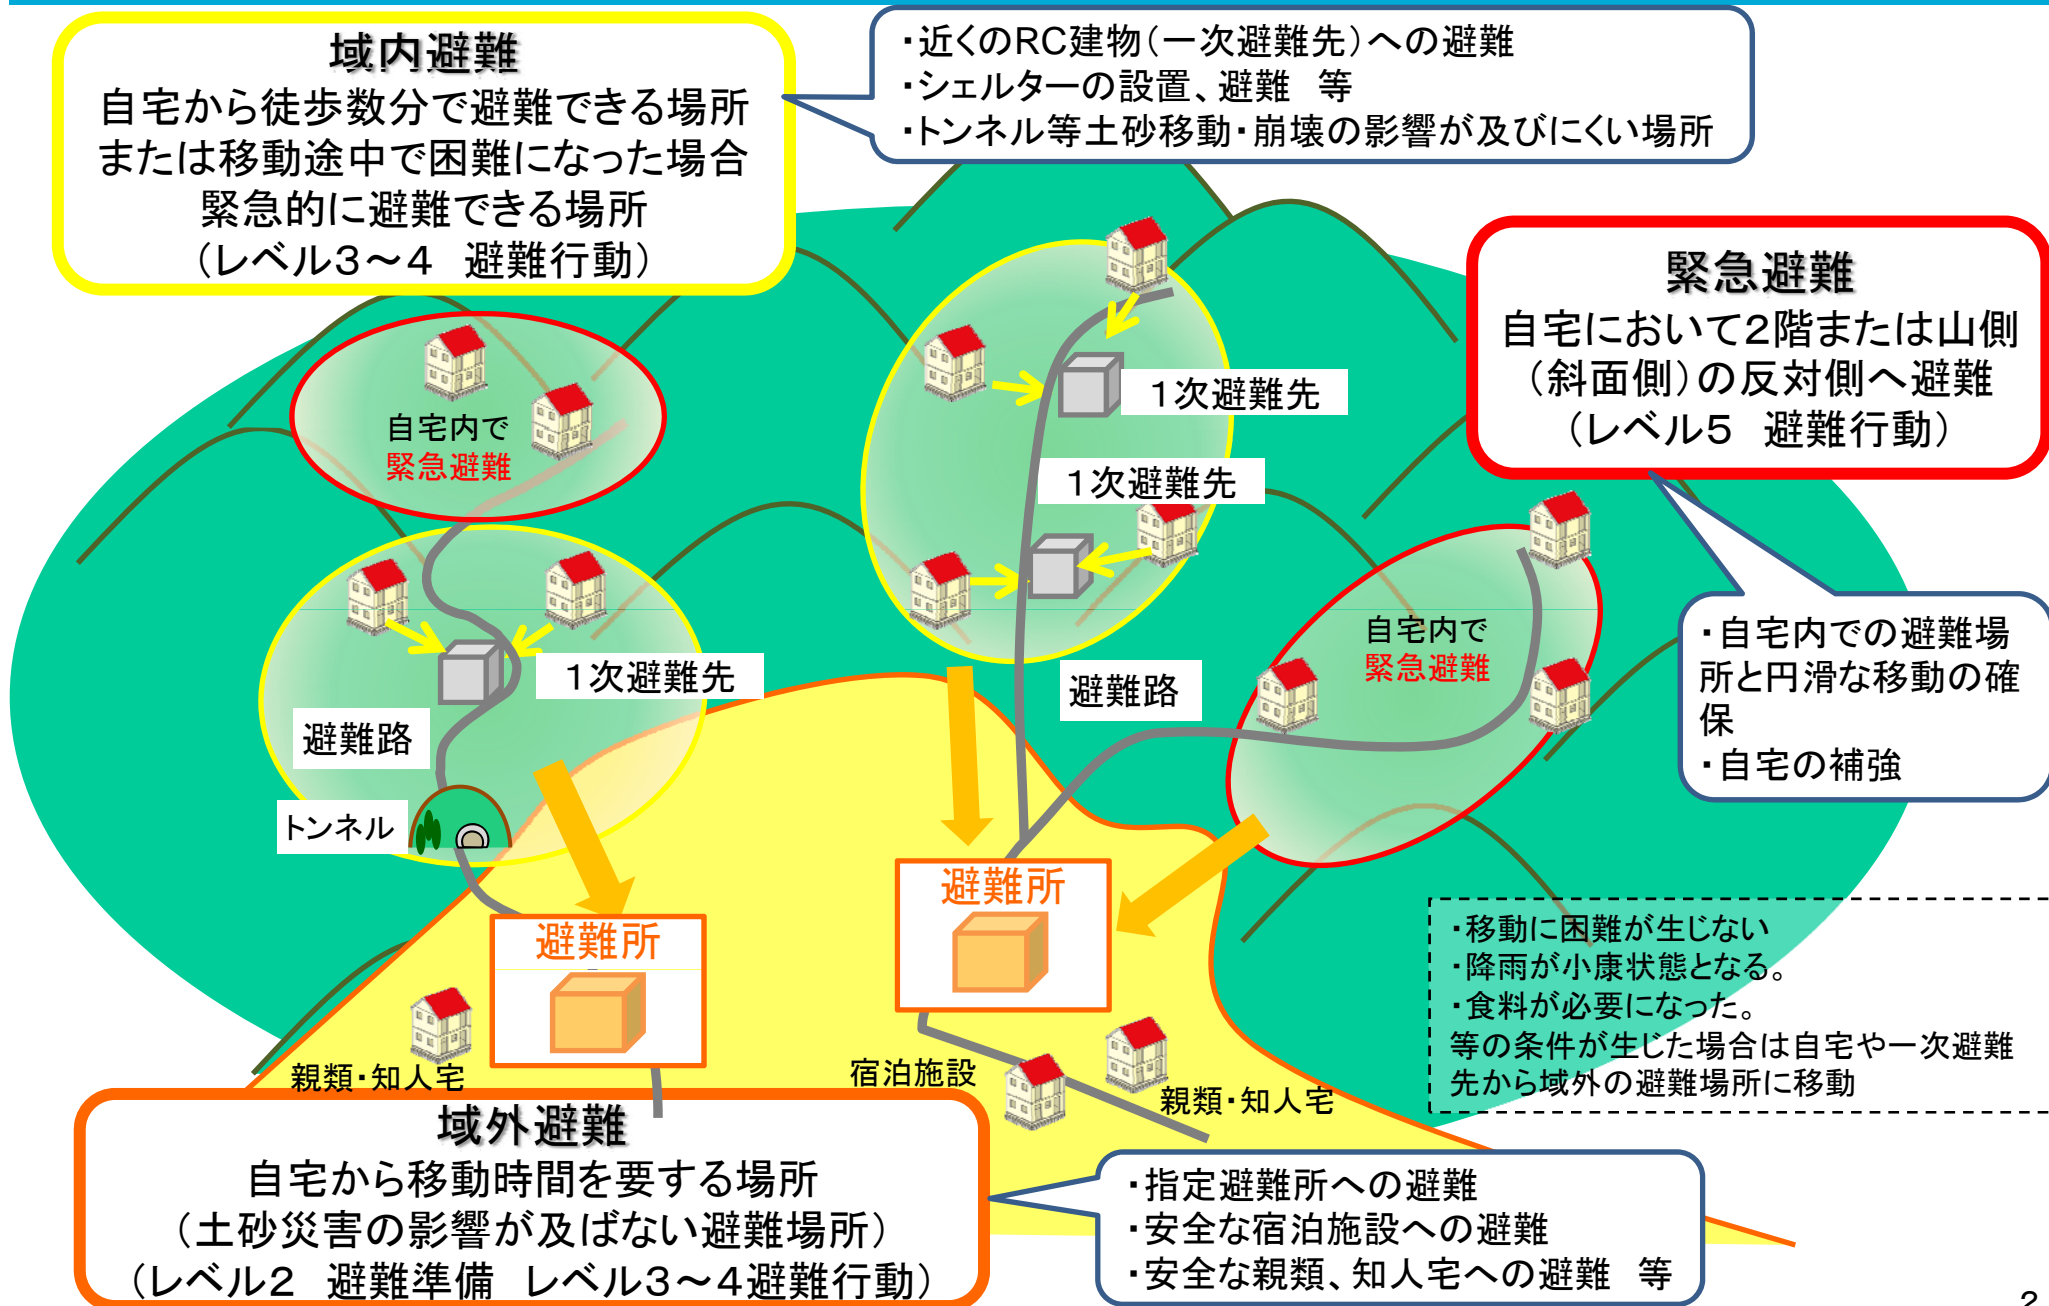 域内避難
自宅から徒歩数分で避難できる場所
または移動途中で困難になった場合
緊急的に避難できる場所
（レベル３～４　避難行動）
・近くのRC建物（一次避難先）への避難
・シェルターの設置、避難　等
・トンネル等土砂移動・崩壊の影響が及びにくい場所
緊急避難
自宅において２階または山側
（斜面側）の反対側へ避難
（レベル５　避難行動）
・自宅内での避難場
所と円滑な移動の確
保
・自宅の補強
自宅内で
緊急避難
１次避難先
１次避難先
自宅内で
緊急避難
１次避難先
避難路
避難路
トンネル
避難所
避難所
・移動に困難が生じない
・降雨が小康状態となる。
・食料が必要になった。
等の条件が生じた場合は自宅や一次避難
先から域外の避難場所に移動
親類・知人宅
宿泊施設
親類・知人宅
域外避難
自宅から移動時間を要する場所
（土砂災害の影響が及ばない避難場所）
（レベル２　避難準備　レベル３～４避難行動）
・指定避難所への避難
・安全な宿泊施設への避難
・安全な親類、知人宅への避難　等
2